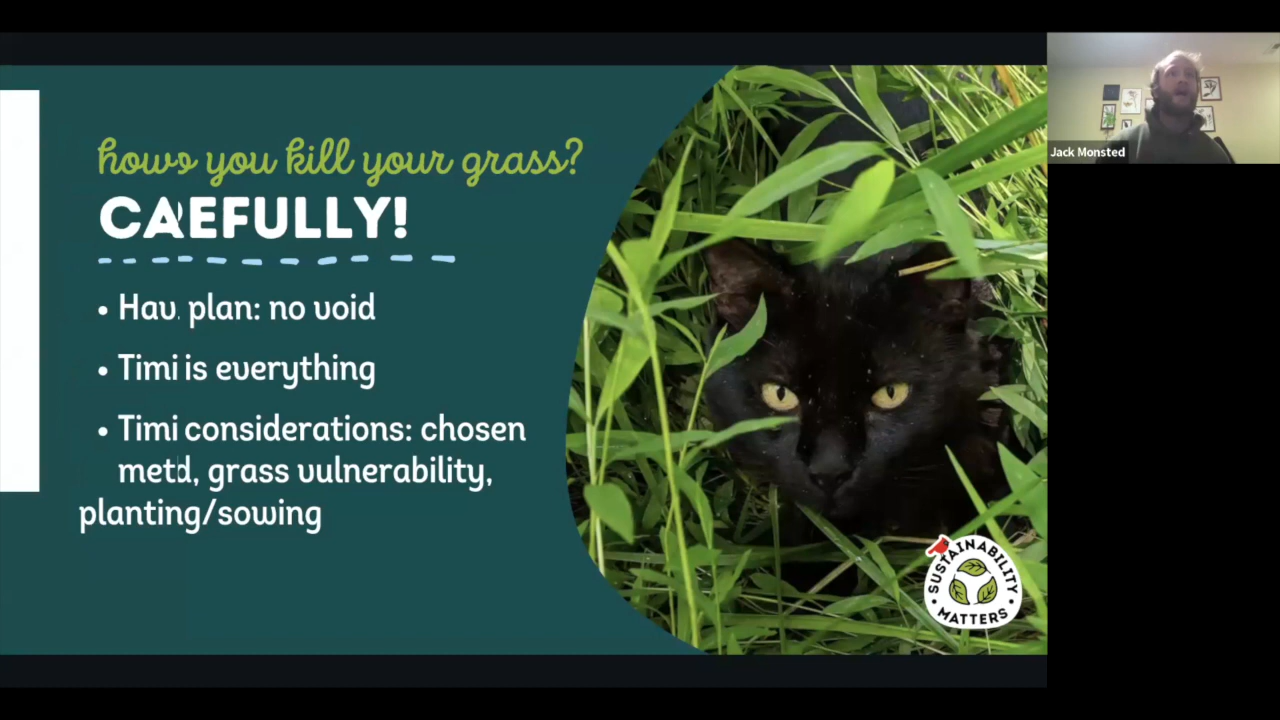 how you kill your grass?
CAEFULLY!
• Hav plan: no void
• Timi is everything
• Timi considerations: chosen
metd, grass vulnerability,
planting/sowing
SUSTAINABILITY
MATTERS
Jack Monsted